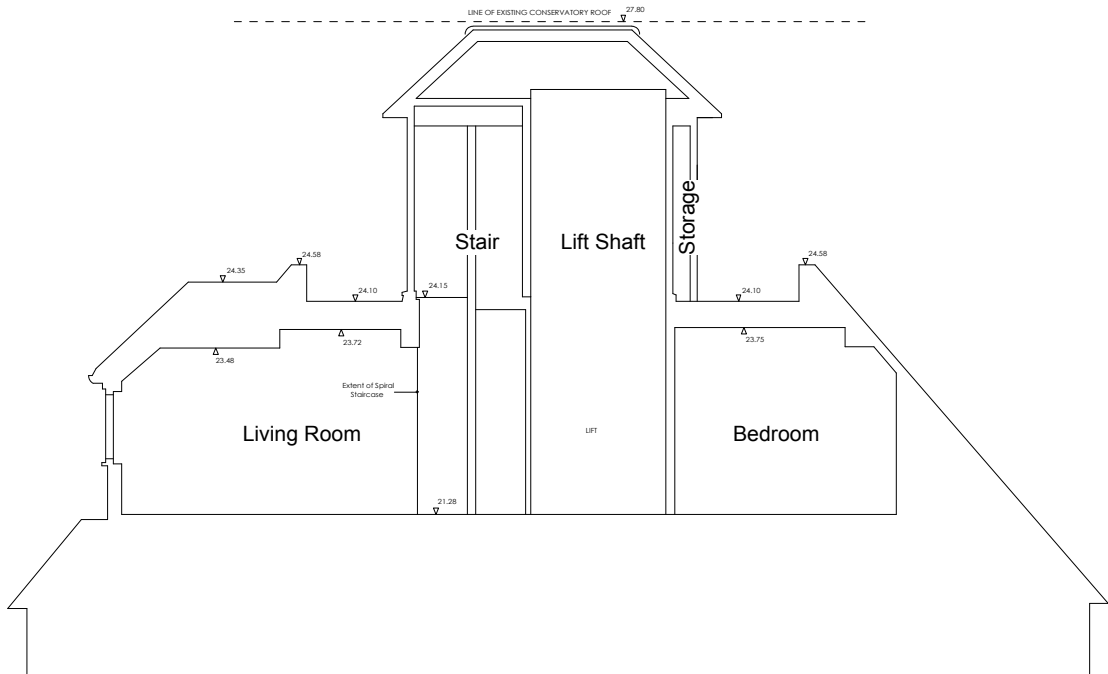 LINE OF EXISTING CONSERVATORY ROOF
27.80
Storage
Stair
Lift Shaft
24.58
24.58
24.35
24.10
24.15
24.10
23.72
23.75
23.48
Extent of Spiral
Staircase
Living Room
LIFT
Bedroom
21.28